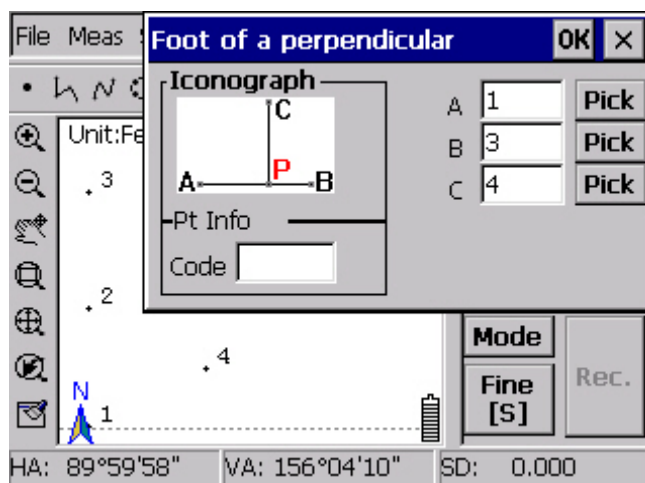 File Meas
Foot of a perpendicular OK ×
Iconograph
C
P
A B
Pt Info
Code
A 1 Pick
B 3 Pick
C 4 Pick
Unit:Fe
3
2
4
N
1
Mode
Fine
[S]
Rec.
HA: 89°59'58" VA: 156°04'10" SD: 0.000